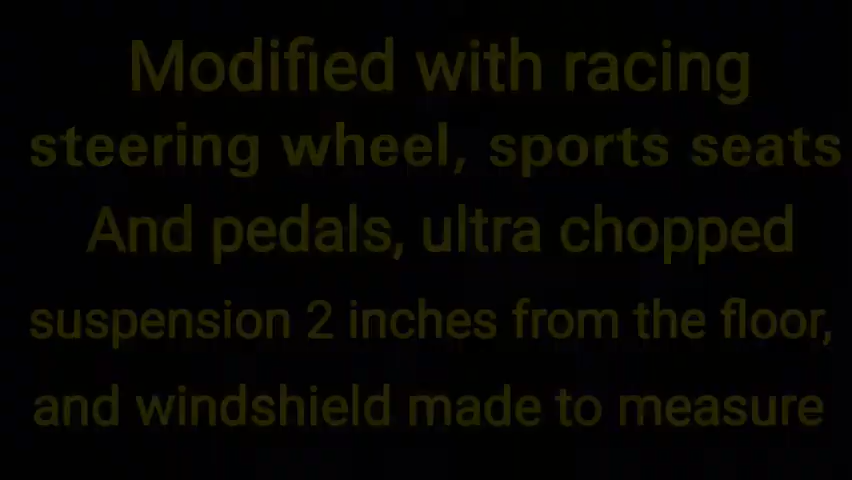 Modified with racing
steering wheel, sports seats
And pedals, ultra chopped
suspension 2 inches from the floor,
and windshield made to measure